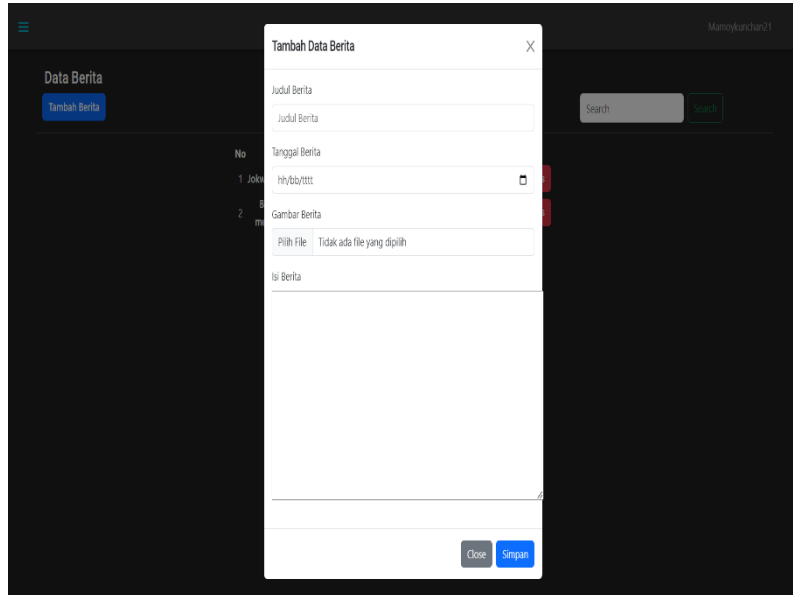 Mamoykunchan21
Tambah Data Berita
X
Data Berita
Tambah Berita
Search
Search
Judul Berita
Judul Berita
Tanggal Berita
hh/bb/tttt
Gambar Berita
Pilih File Tidak ada file yang dipilih
Isi Berita
No
1
2
Close
Simpan